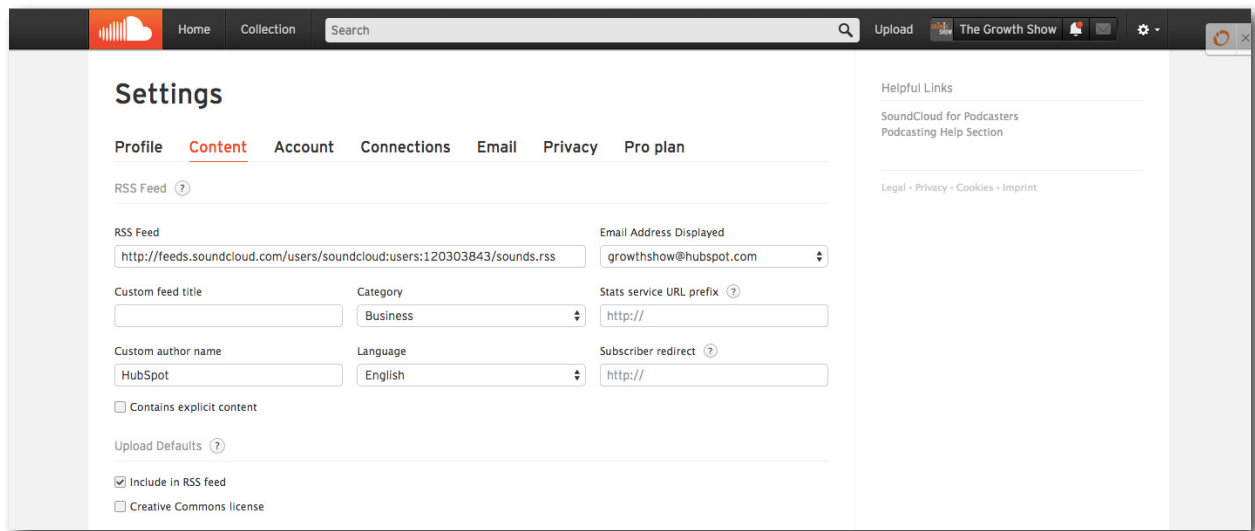 Home Collection Search Upload The Growth Show
Settings
Profile Content Account Connections Email Privacy Pro plan
RSS Feed ?
RSS Feed Email Address Displayed
http://feeds.soundcloud.com/users/soundcloud:users:120303843/sounds.rss growthshow@hubspot.com
Custom feed title Category Stats service URL prefix ?
Business http://
Custom author name Language Subscriber redirect ?
HubSpot English http://
Contains explicit content
Upload Defaults ?
Include in RSS feed
Creative Commons license
Helpful Links
SoundCloud for Podcasters
Podcasting Help Section
Legal - Privacy - Cookies - Imprint